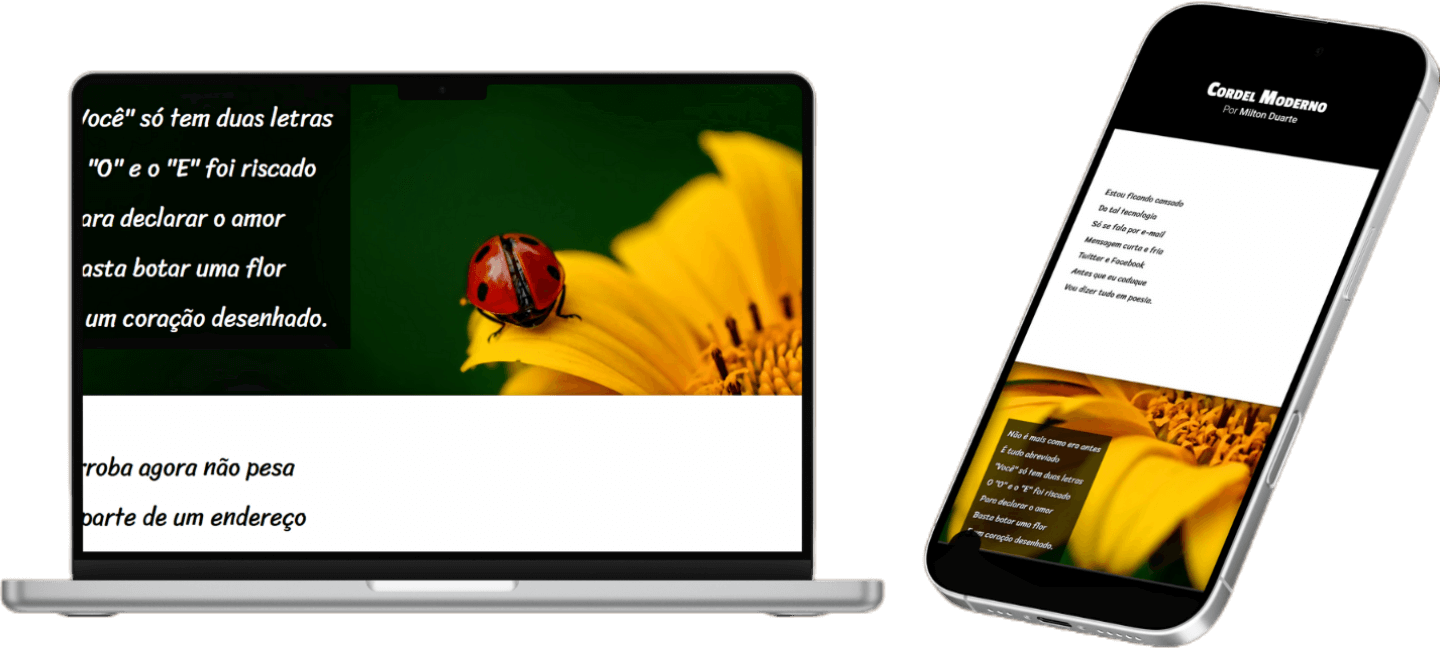 Você" só tem duas letras
"O" e o "E" foi riscado
ara declarar o amor
asta botar uma flor
um coração desenhado.
rroba agora não pesa
parte de um endereço
CORDEL MODERNO
Por Milton Duarte
Estou ficando cansado
Da tal tecnologia
Só se fala por e-mail
Mensagem curta e fria
Twitter e Facebook
Antes que eu caduque
Vou dizer tudo em poesia.
Não é mais como era antes
É tudo abreviado
"Você" só tem duas letras
O "O" e o "E" foi riscado
Para declarar o amor
Basta botar uma flor
E um coração desenhado.